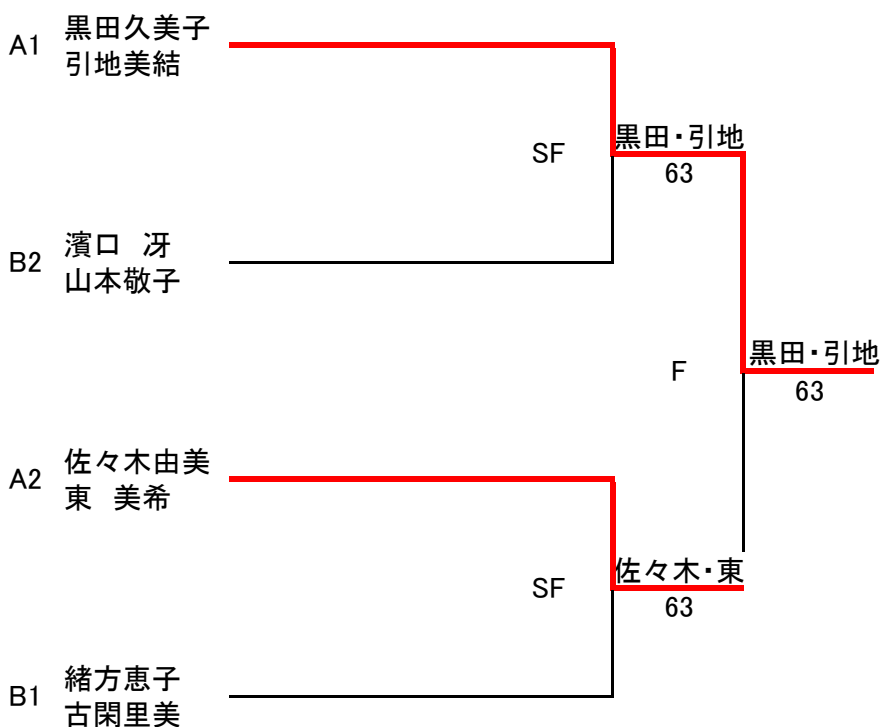 A1
黒田久美子
引地美結
SF
黒田・引地
63
B2
濱口　冴
山本敬子
F
黒田・引地
63
A2
佐々木由美
東　美希
SF
佐々木・東
63
B1
緒方恵子
古閑里美